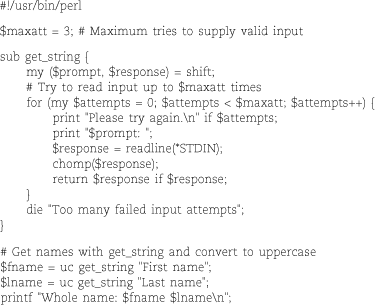 #!/usr/bin/perl
$maxatt = 3; # Maximum tries to supply valid input
sub get_string {
my ($prompt, $response) = shift;
# Try to read input up to $maxatt times
for (my $attempts = 0; $attempts < $maxatt; $attempts++) {
print "Please try again.\n" if $attempts;
print "$prompt: ";
$response = readline(*STDIN);
chomp($response);
return $response if $response;
}
die "Too many failed input attempts";
}
# Get names with get_string and convert to uppercase
$fname = uc get_string "First name";
$lname = uc get_string "Last name";
printf "Whole name: $fname $lname\n";